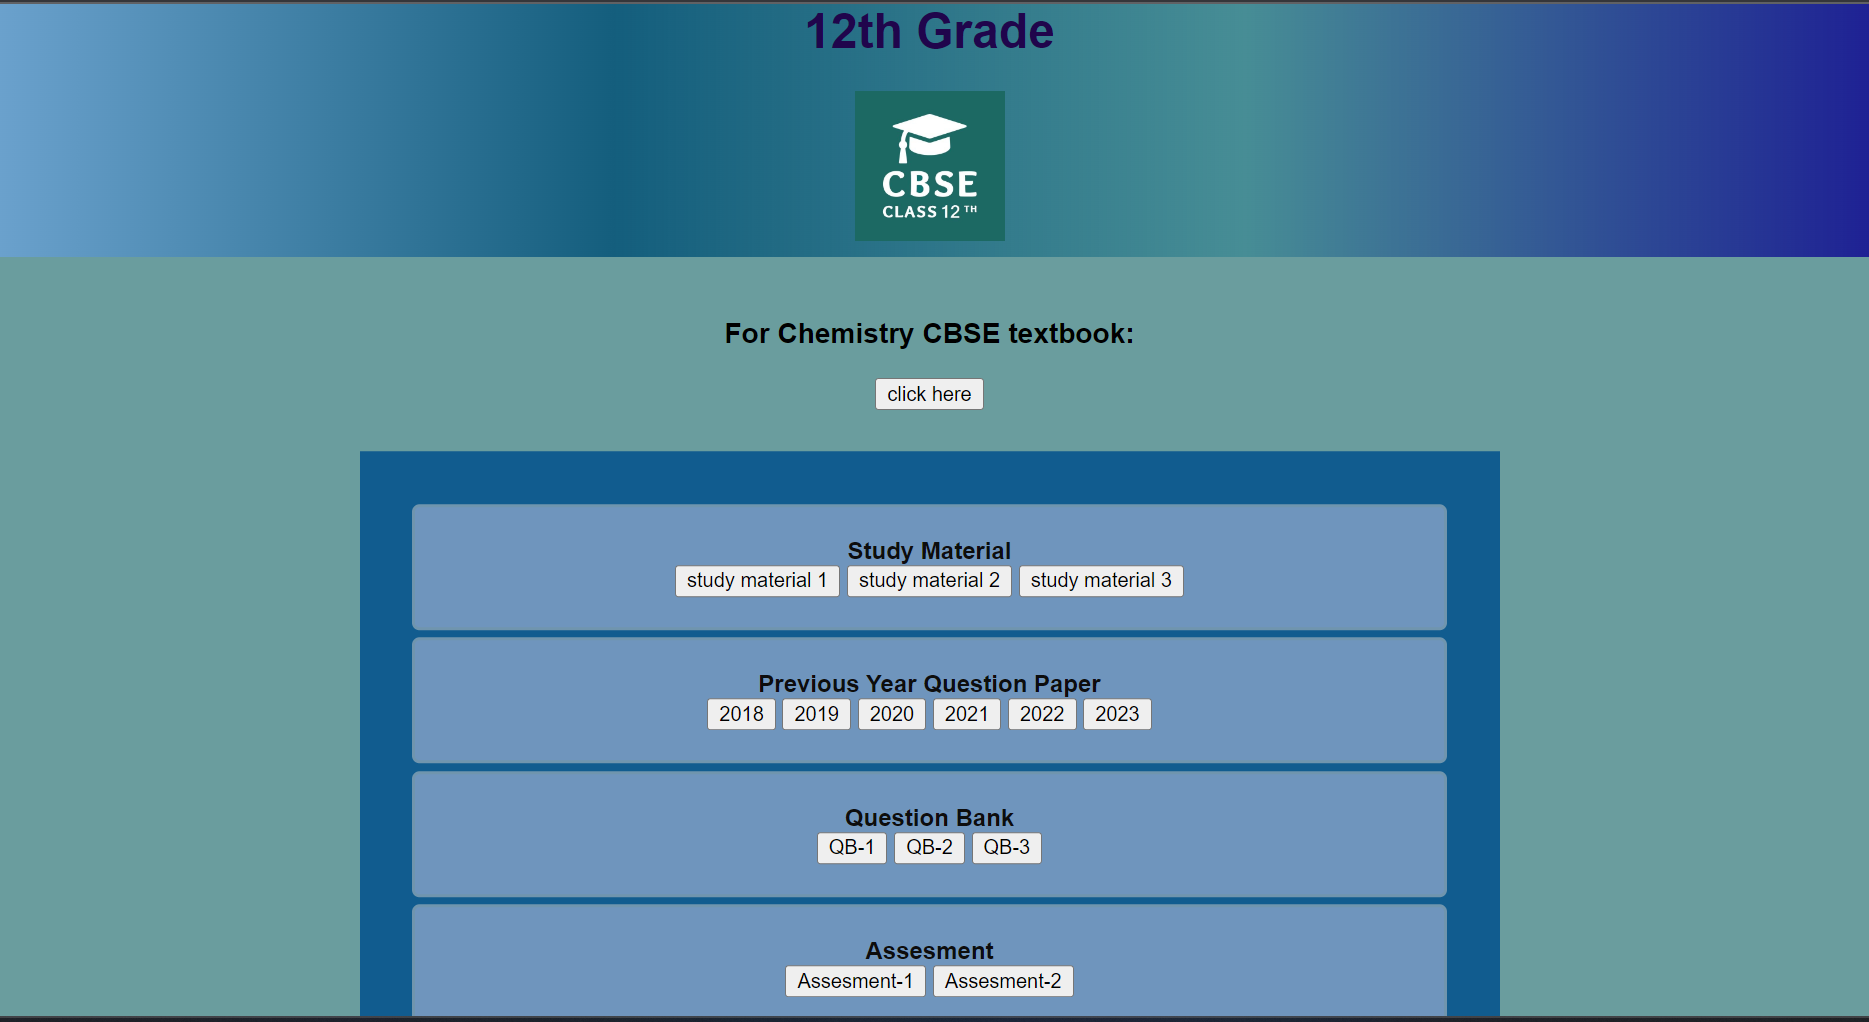 12th Grade
CBSE
CLASS 12 TH
For Chemistry CBSE textbook:
click here
Study Material
study material 1 study material 2 study material 3
Previous Year Question Paper
2018 2019 2020 2021 2022 2023
Question Bank
QB-1 QB-2 QB-3
Assesment
Assesment-1 Assesment-2